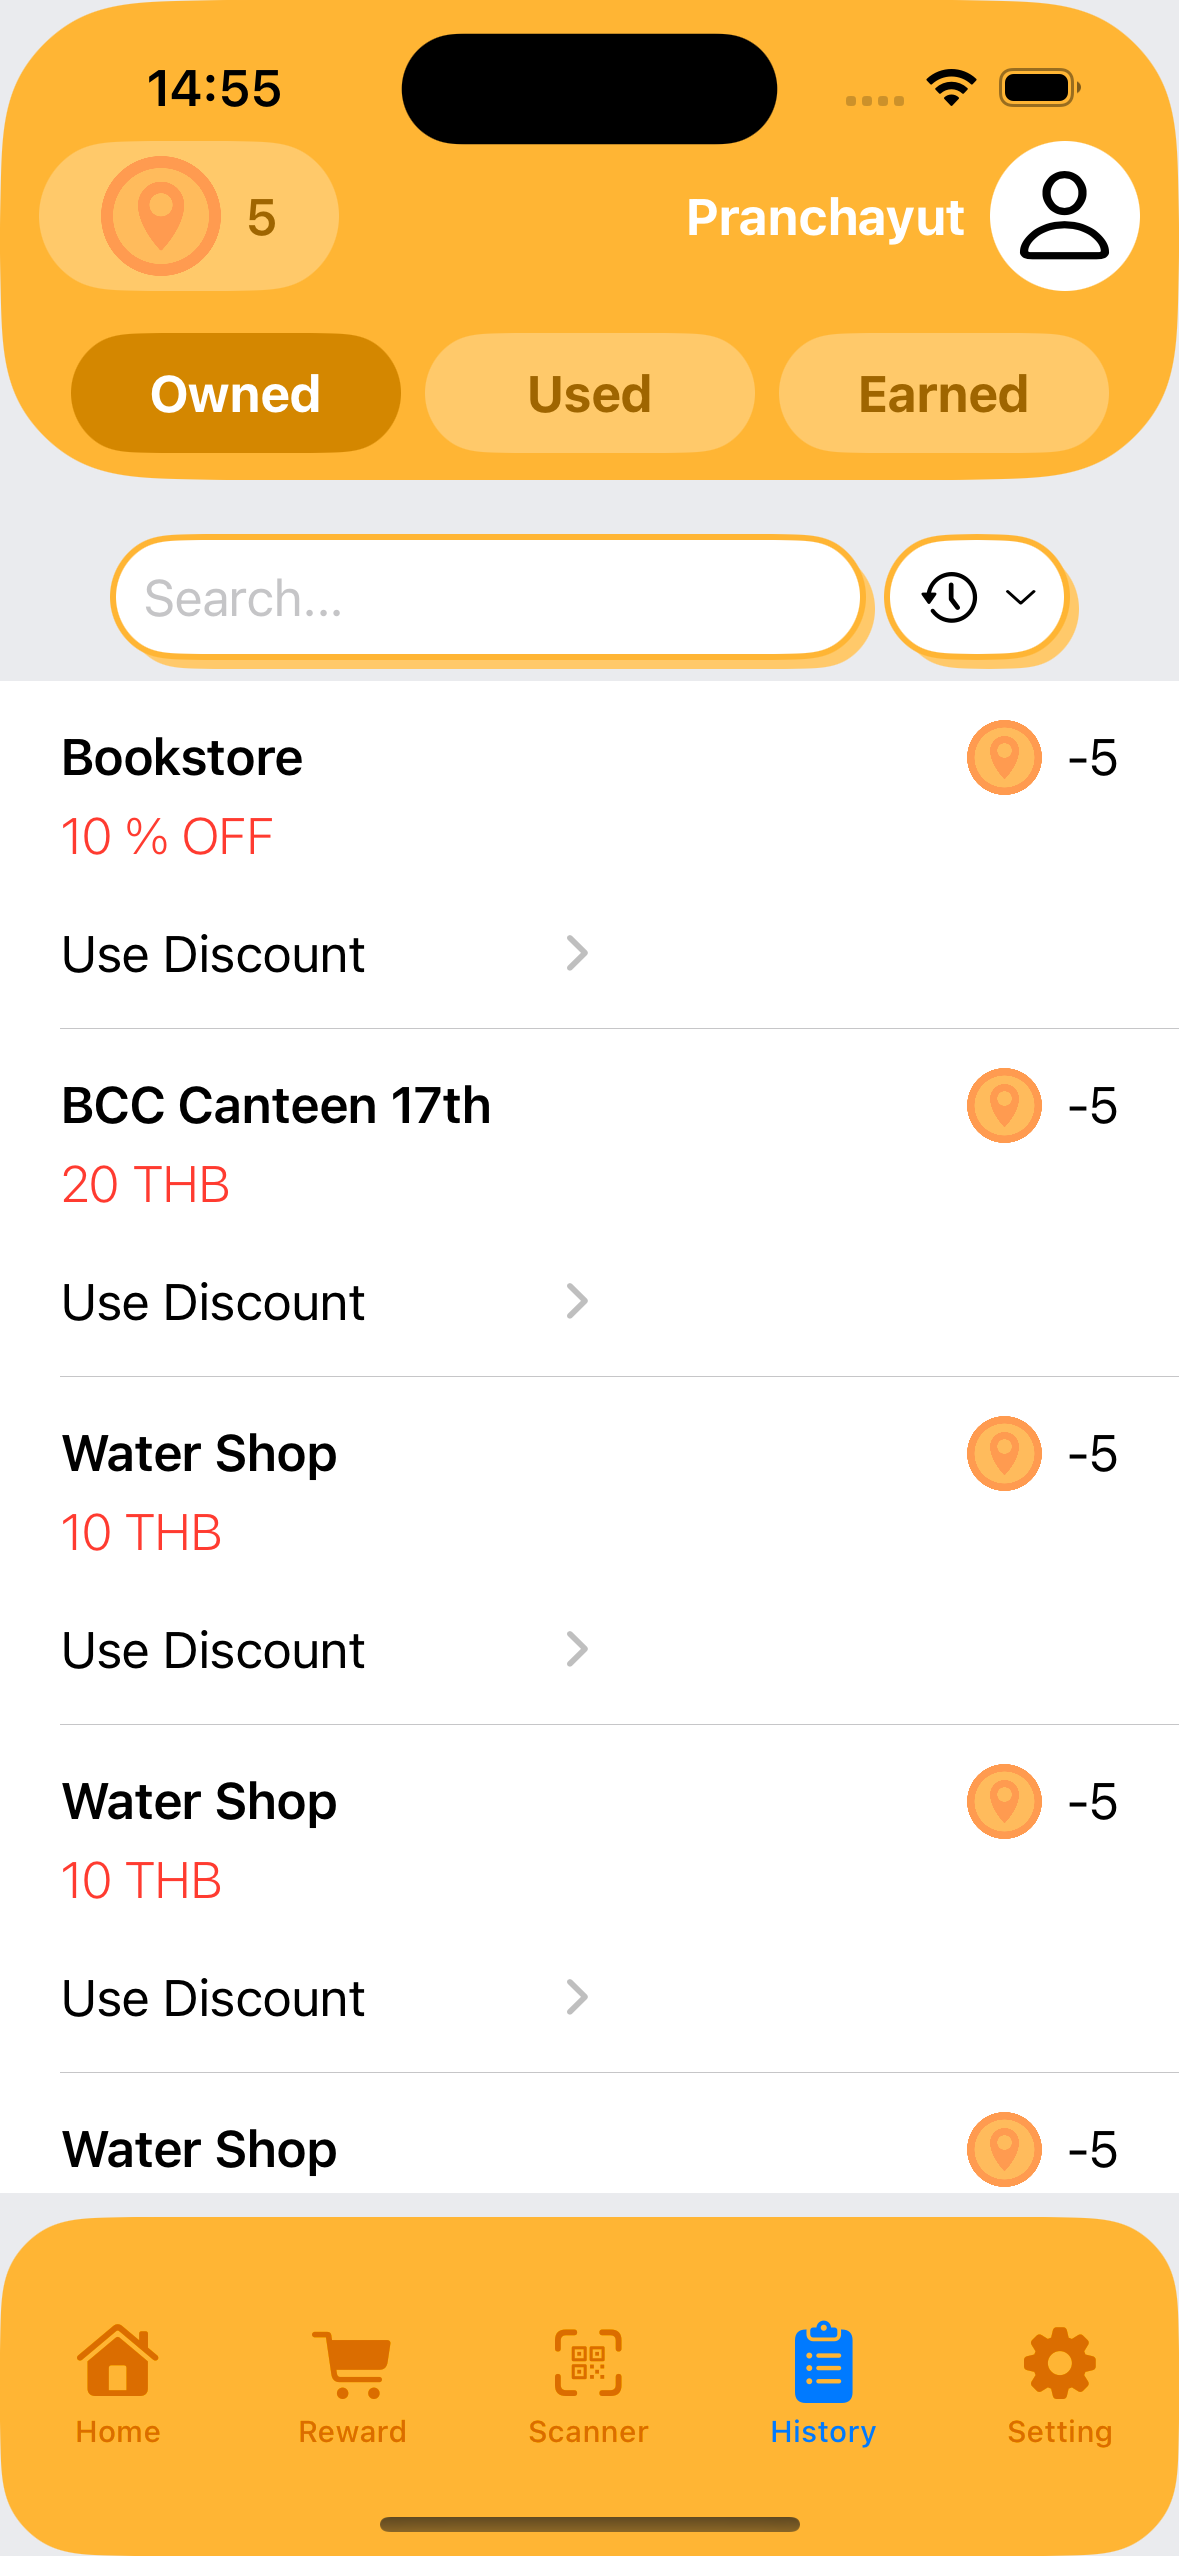 14:55
5
Pranchayut
Owned
Used
Earned
Search...
Bookstore
-5
10 % OFF
Use Discount
BCC Canteen 17th
-5
20 THB
Use Discount
Water Shop
-5
10 THB
Use Discount
Water Shop
-5
10 THB
Use Discount
Water Shop
-5
Home
Reward
Scanner
History
Setting